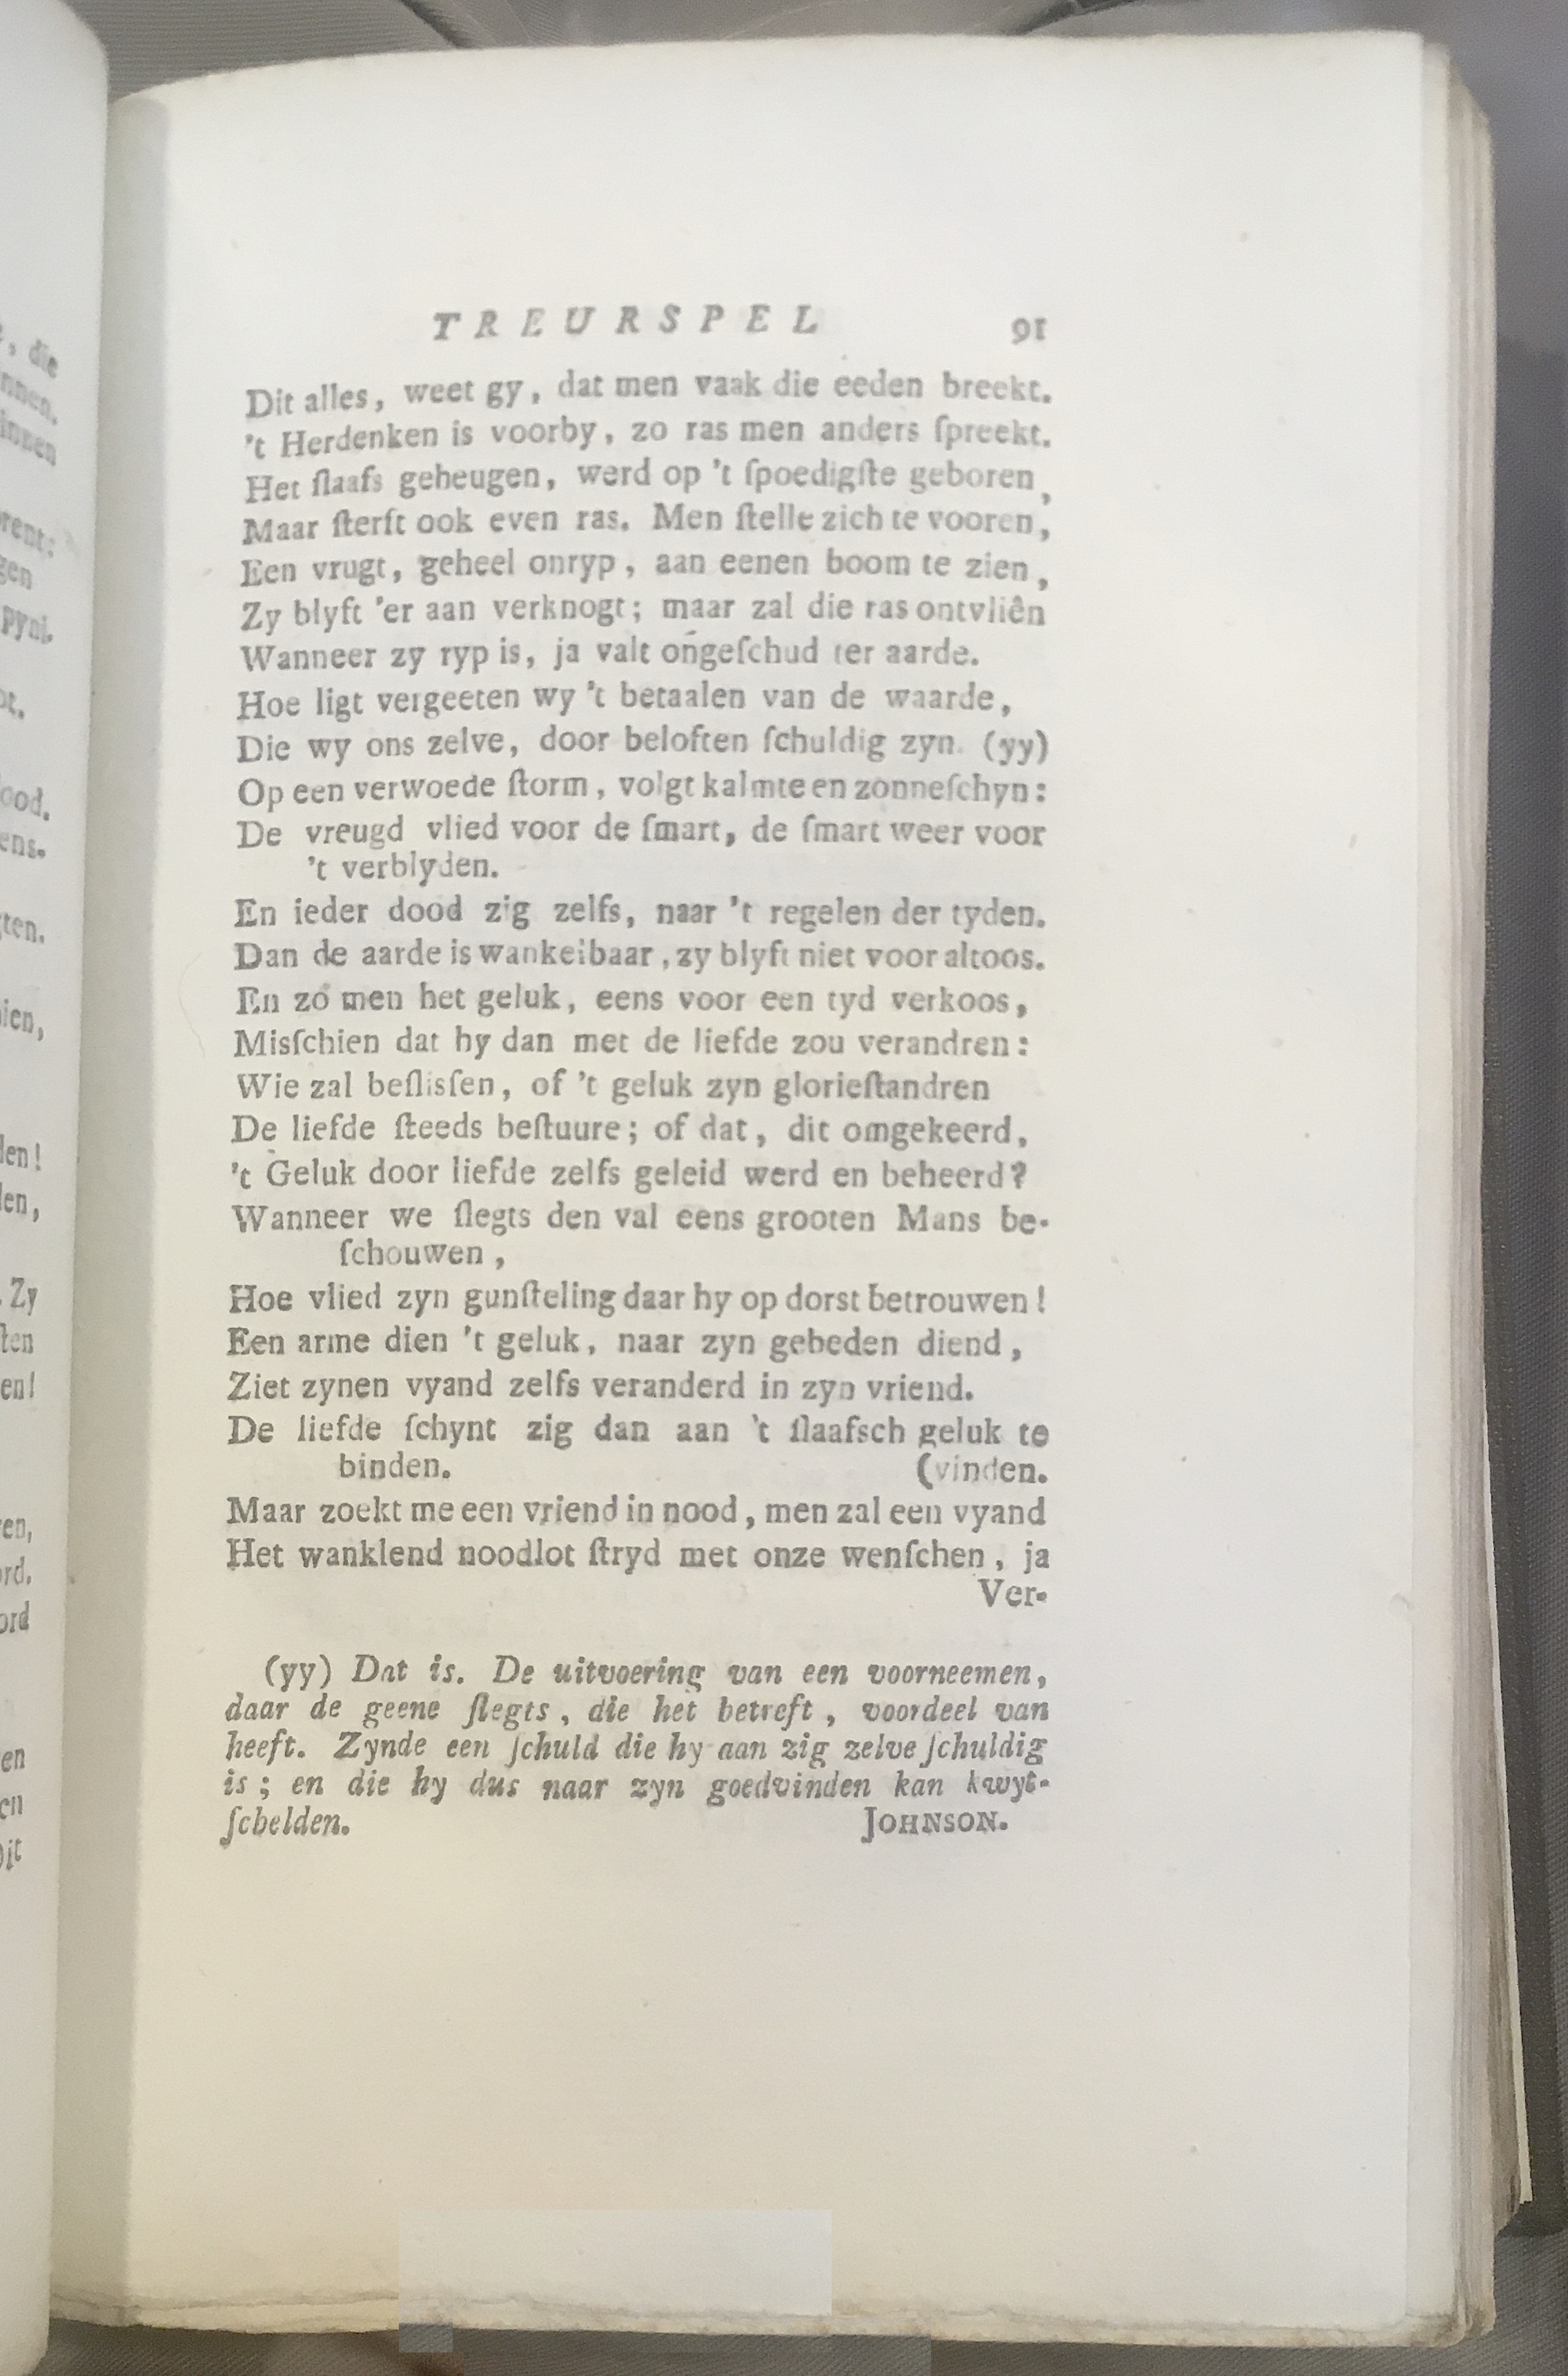 TREURSPEL 91
Dit alles, weet gy, dat men vaak die eeden breekt.
't Herdenken is voorby, zo ras men anders ſpreekt.
Het ſlaafs geheugen, werd op 't ſpoedigſte geboren,
Maar ſterft ook even ras. Men ſtelle zich te vooren,
Een vrugt, geheel onryp, aan eenen boom te zien,
Zy blyft 'er aan verknogt; maar zal die ras ontvliên
Wanneer zy ryp is, ja valt ongeſchud ter aarde.
Hoe ligt vergeeten wy 't betaalen van de waarde,
Die wy ons zelve, door beloften ſchuldig zyn. (yy)
Op een verwoede ſtorm, volgt kalmte en zonneſchyn:
De vreugd vlied voor de ſmart, de ſmart weer voor
't verblyden.
En ieder dood zig zelfs, naar 't regelen der tyden.
Dan de aarde is wankelbaar, zy blyft niet voor altoos.
En zo men het geluk, eens voor een tyd verkoos,
Misſchien dat hy dan met de liefde zou verandren:
Wie zal beſlisſen, of 't geluk zyn glorieſtandren
De liefde ſteeds beſtuure; of dat, dit omgekeerd,
't Geluk door liefde zelfs geleid werd en beheerd?
Wanneer we ſlegts den val eens grooten Mans be-
ſchouwen,
Hoe vlied zyn gunſteling daar hy op dorst betrouwen!
Een arme dien 't geluk, naar zyn gebeden diend,
Ziet zynen vyand zelfs veranderd in zyn vriend.
De liefde ſchynt zig dan aan 't ſlaafsch geluk te
binden. (vinden.
Maar zoekt me een vriend in nood, men zal een vyand
Het wanklend noodlot ſtryd met onze wenſchen, ja
Ver-
(yy) Dat is. De uitvoering van een voorneemen,
daar de geene ſlegts, die het betreft, voordeel van
heeft. Zynde een ſchuld die hy aan zig zelve ſchuldig
is; en die hy dus naar zyn goedvinden kan kwyt-
ſchelden. JOHNSON.